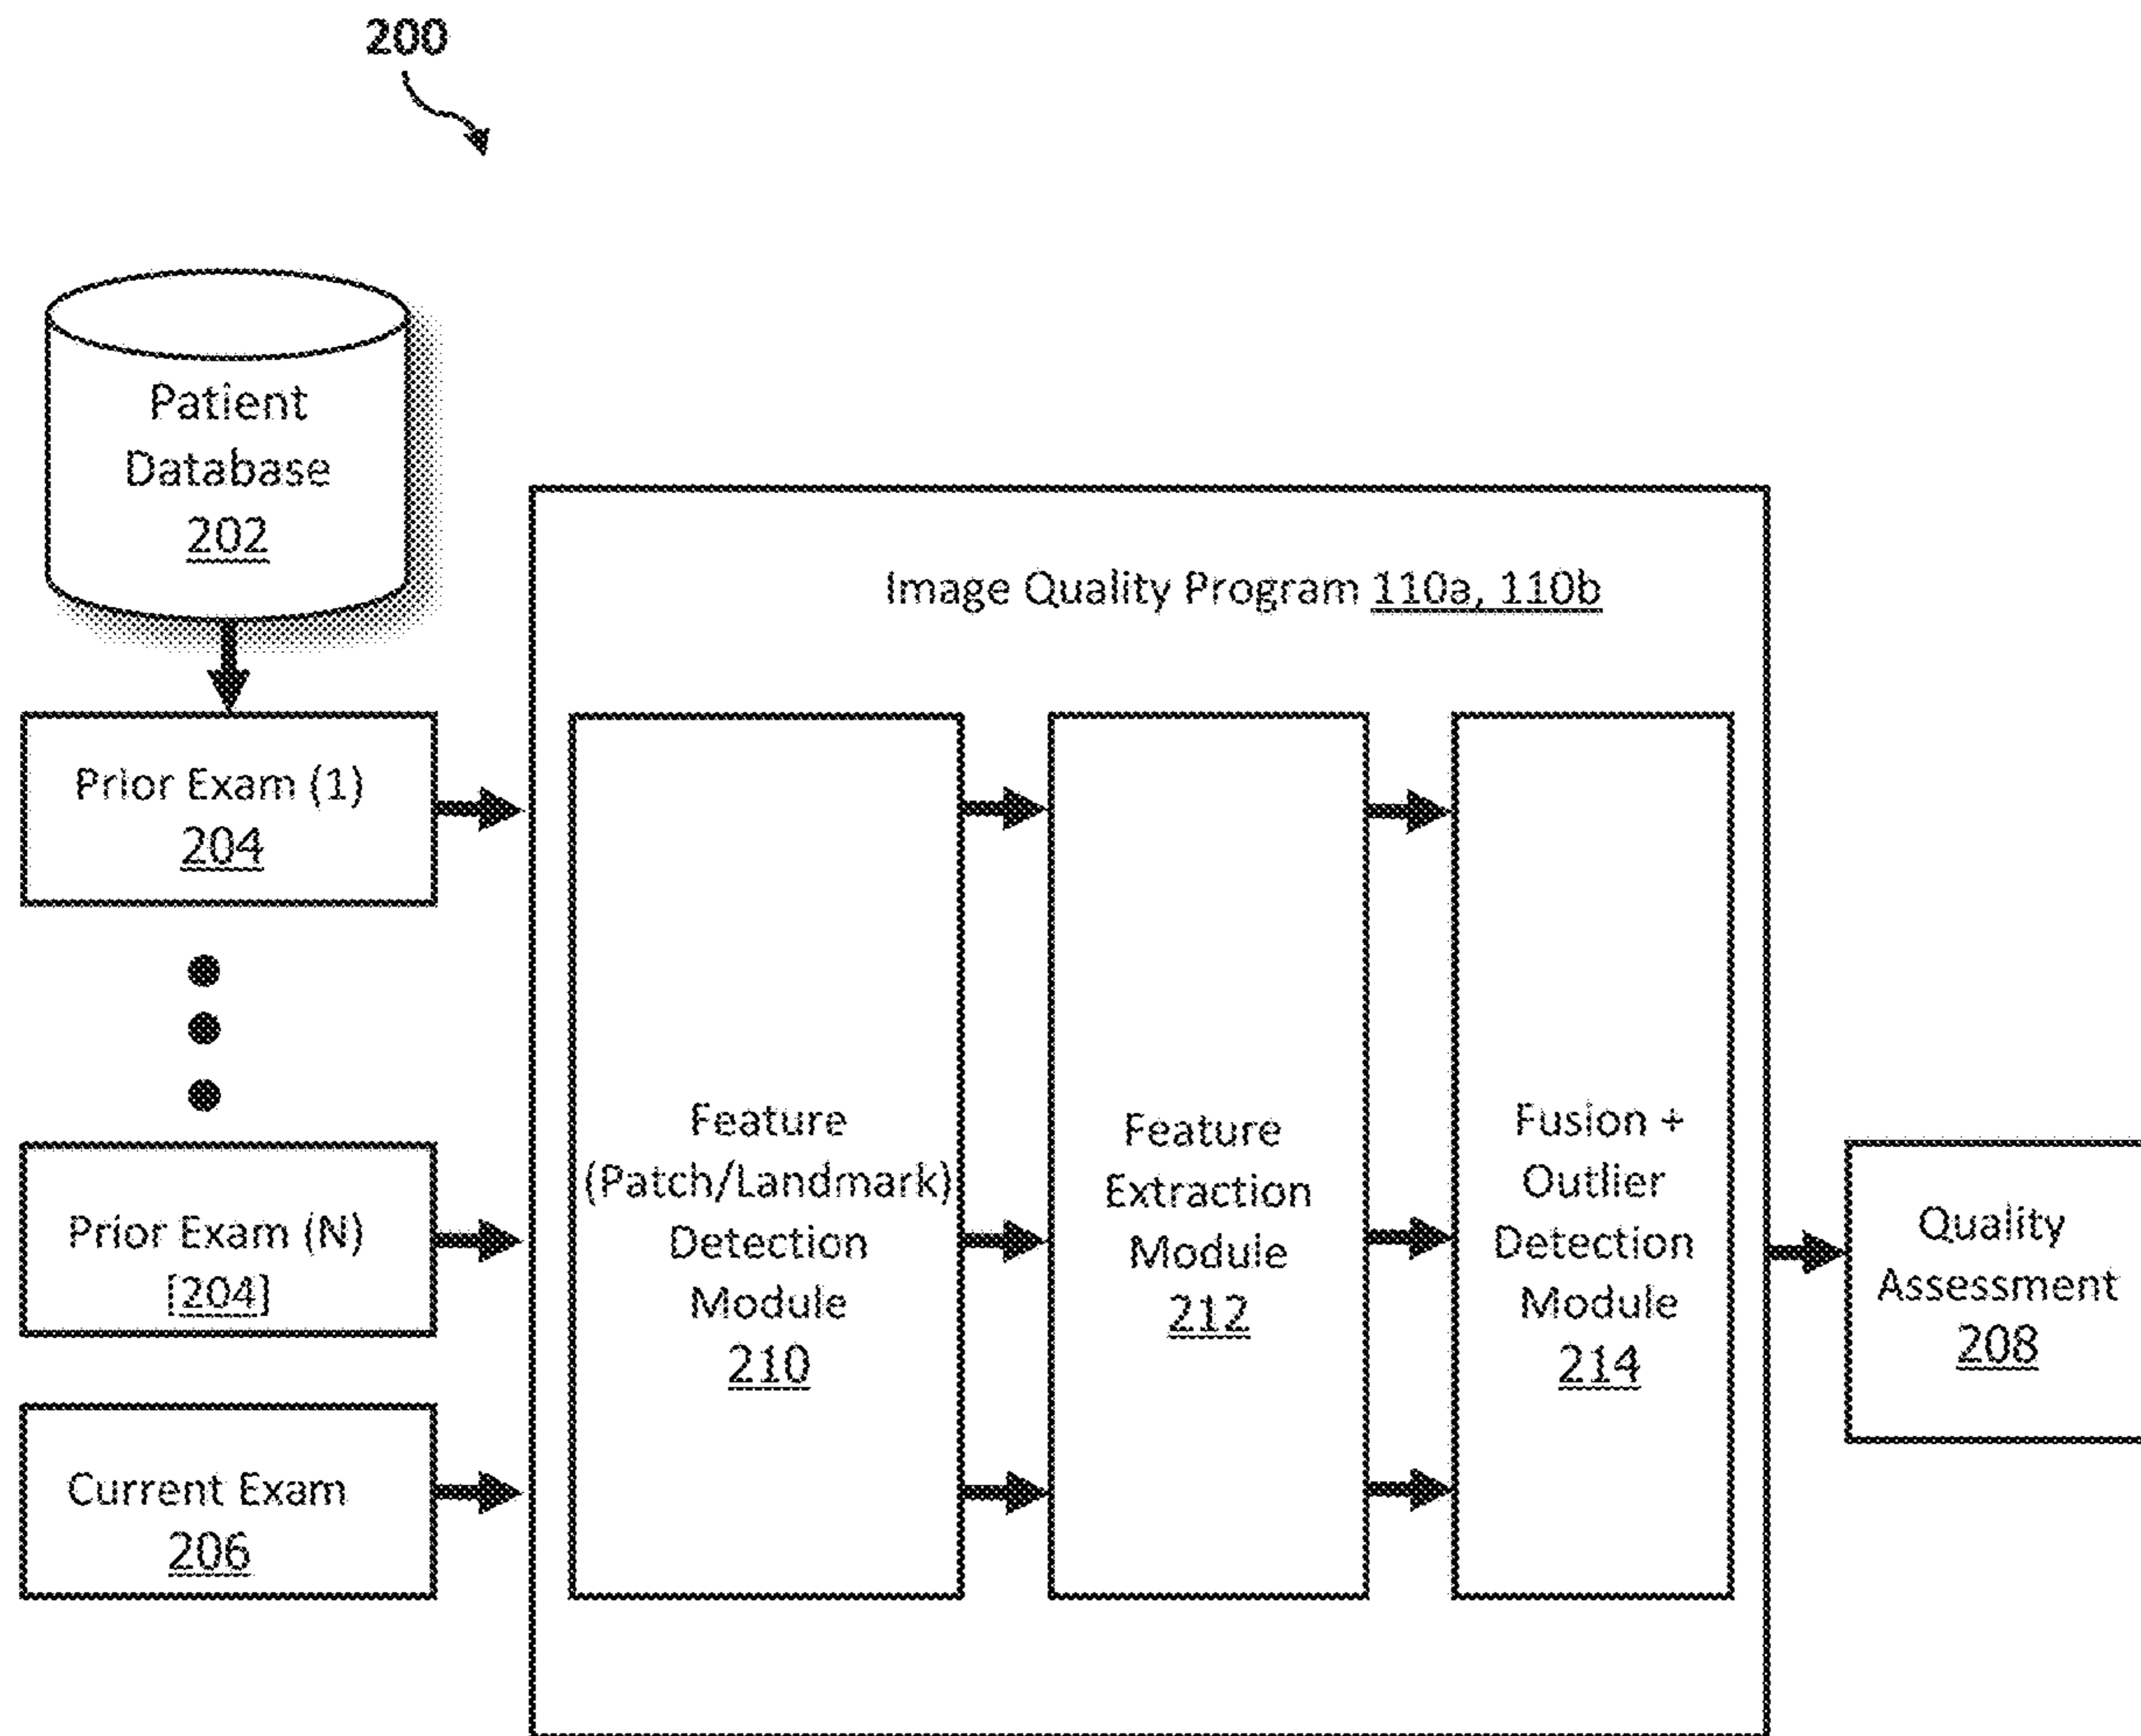 200
Patient
Database
202
Image Quality Program 110a, 110b
Prior Exam (1)
204
Prior Exam (N)
[204]
Current Exam
206
Feature
(Patch/Landmark)
Detection
Module
210
Feature
Extraction
Module
212
Fusion +
Outlier
Detection
Module
214
Quality
Assessment
208